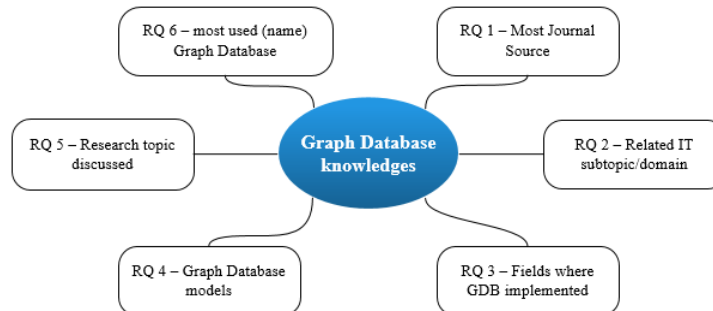 RQ 6 – most used (name)
Graph Database
RQ 1 – Most Journal
Source
RQ 5 – Research topic
discussed
Graph Database
knowledges
RQ 2 – Related IT
subtopic/domain
RQ 4 – Graph Database
models
RQ 3 – Fields where
GDB implemented